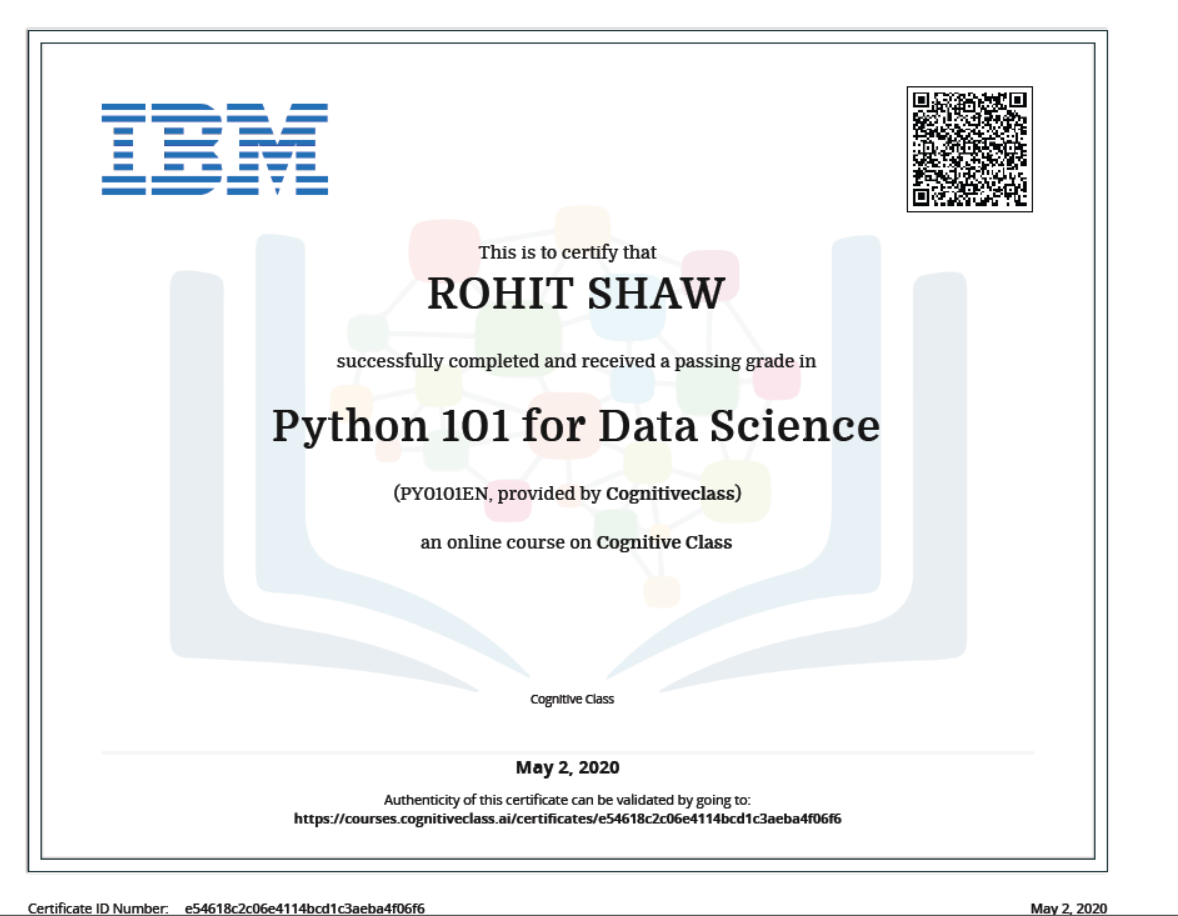 IBM
This is to certify that
ROHIT SHAW
successfully completed and received a passing grade in
Python 101 for Data Science
(PY0101EN, provided by Cognitiveclass)
an online course on Cognitive Class
Cognitive Class
May 2, 2020
Authenticity of this certificate can be validated by going to:
https://courses.cognitiveclass.ai/certificates/e54618c2c06e4114bcd1c3aeba4f06f6
Certificate ID Number: e54618c2c06e4114bcd1c3aeba4f06f6 May 2, 2020